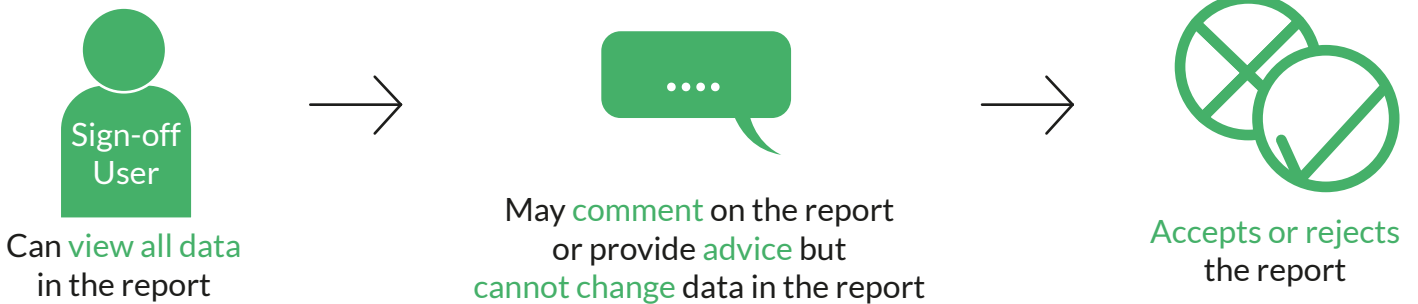 Sign-off
User
Can view all data
in the report
May comment on the report
or provide advice but
cannot change data in the report
Accepts or rejects
the report